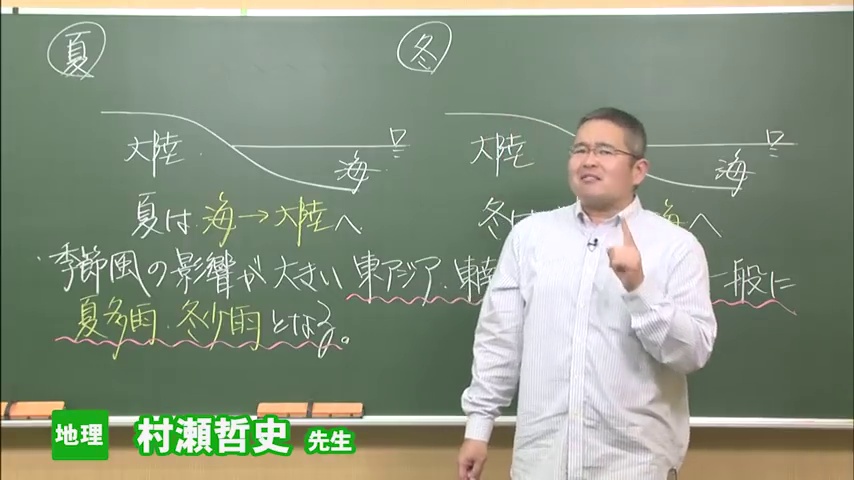 夏
冬
大陸
海
大陸
海
夏は 海→大陸へ
冬は 海へ
季節風の影響が大きい 東アジア・東南 一般に
夏多雨・冬少雨となる。
地理 村瀬哲史 先生